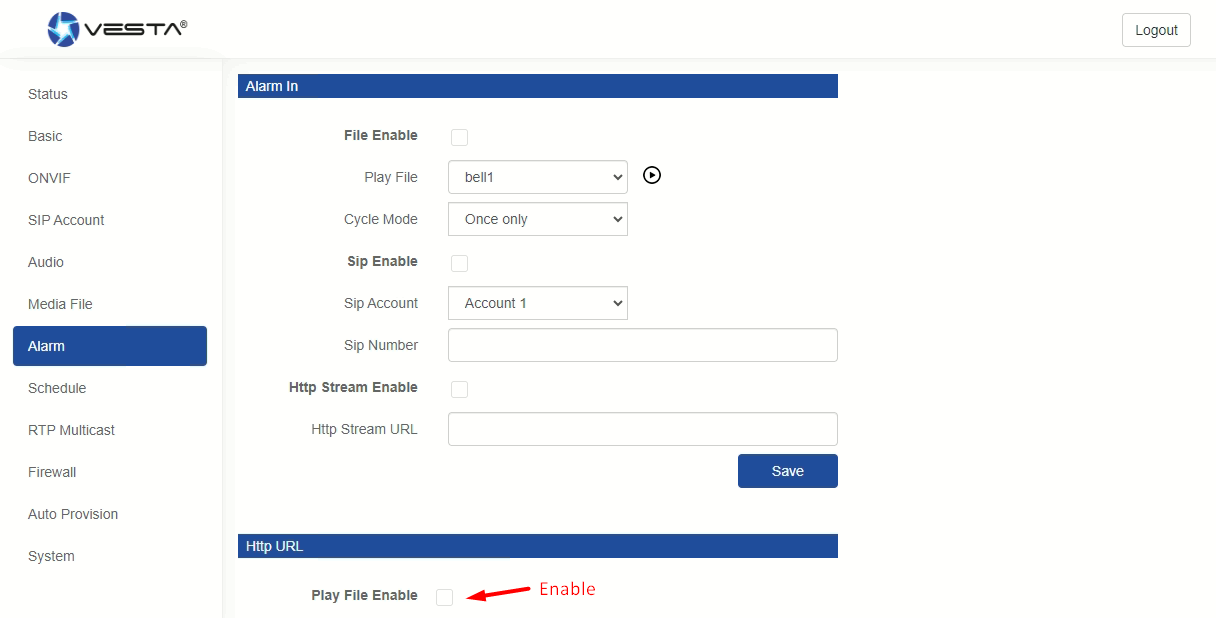 VESTA®
Logout
Status
Basic
ONVIF
SIP Account
Audio
Media File
Alarm
Schedule
RTP Multicast
Firewall
Auto Provision
System
Alarm In
File Enable
Play File bell1
Cycle Mode Once only
Sip Enable
Sip Account Account 1
Sip Number
Http Stream Enable
Http Stream URL
Save
Http URL
Play File Enable Enable